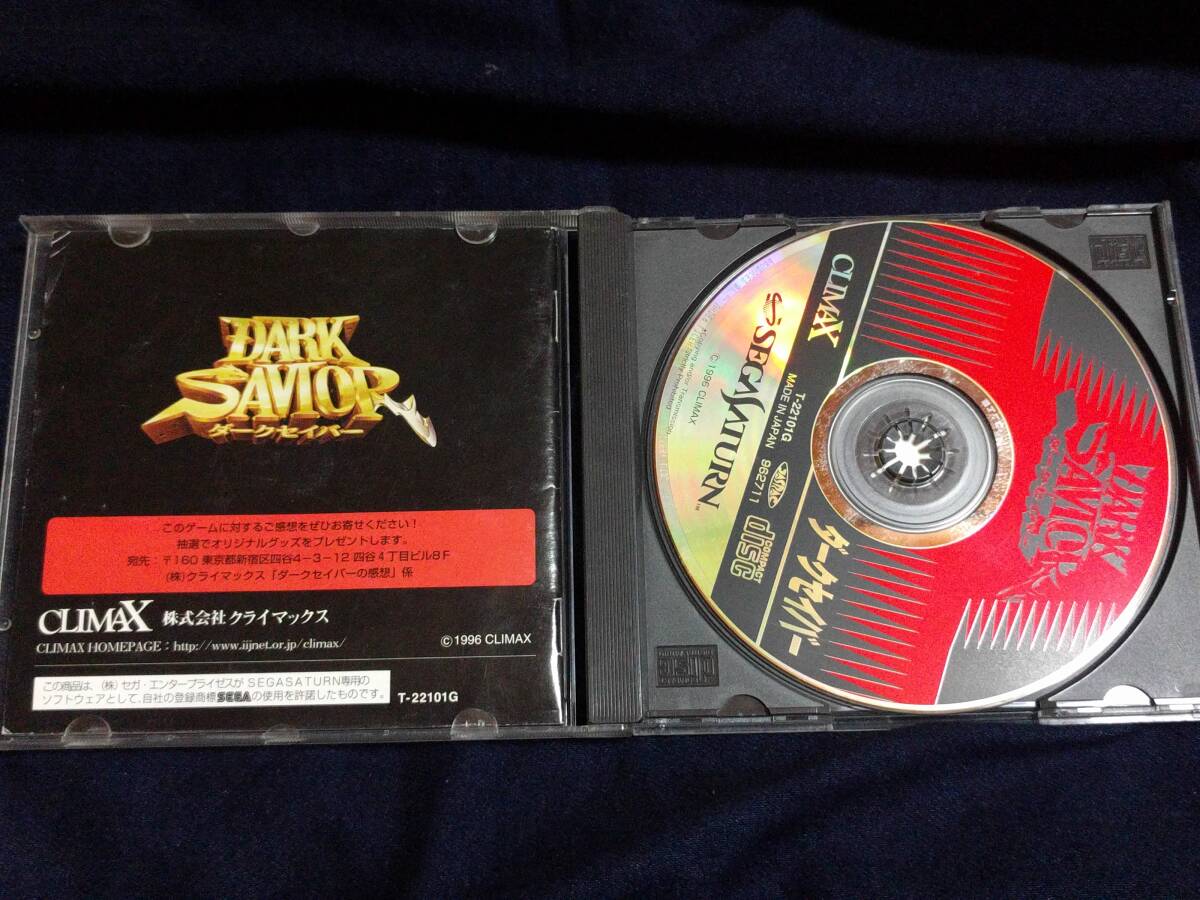 DARK
SAVIOR
ダークセイバー
このゲームに対するご感想をぜひお寄せください！
抽選でオリジナルグッズをプレゼントします。
宛先：〒160 東京都新宿区四谷4-3-12 四谷4丁目ビル8F
(株)クライマックス「ダークセイバーの感想」係
CLIMAX 株式会社クライマックス
CLIMAX HOMEPAGE：http://www.iijnet.or.jp/climax/
©1996 CLIMAX
この商品は、(株)セガ・エンタープライゼスがSEGASATURN専用の
ソフトウェアとして、自社の登録商標SEGAの使用を許諾したものです。
T-22101G
CLIMAX
SEGASATURN™
©1996 CLIMAX
T-22101G
MADE IN JAPAN 962711
JASRAC
COMPACT
disc
ダークセイバー
DARK
SAVIOR